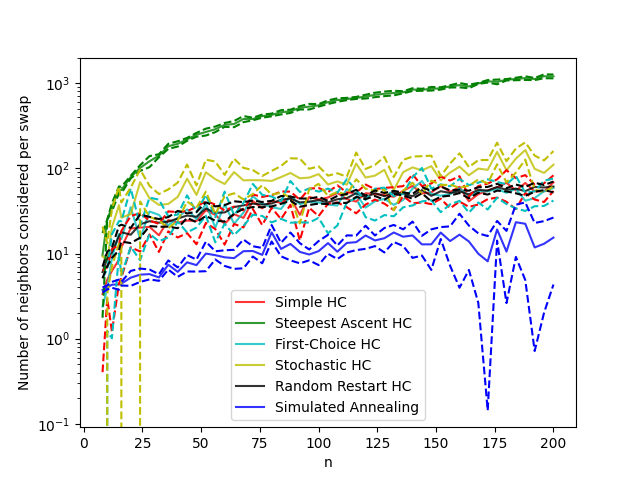 10³
10²
10¹
10⁰
10⁻¹
Number of neighbors considered per swap
Simple HC
Steepest Ascent HC
First-Choice HC
Stochastic HC
Random Restart HC
Simulated Annealing
0 25 50 75 100 125 150 175 200
n